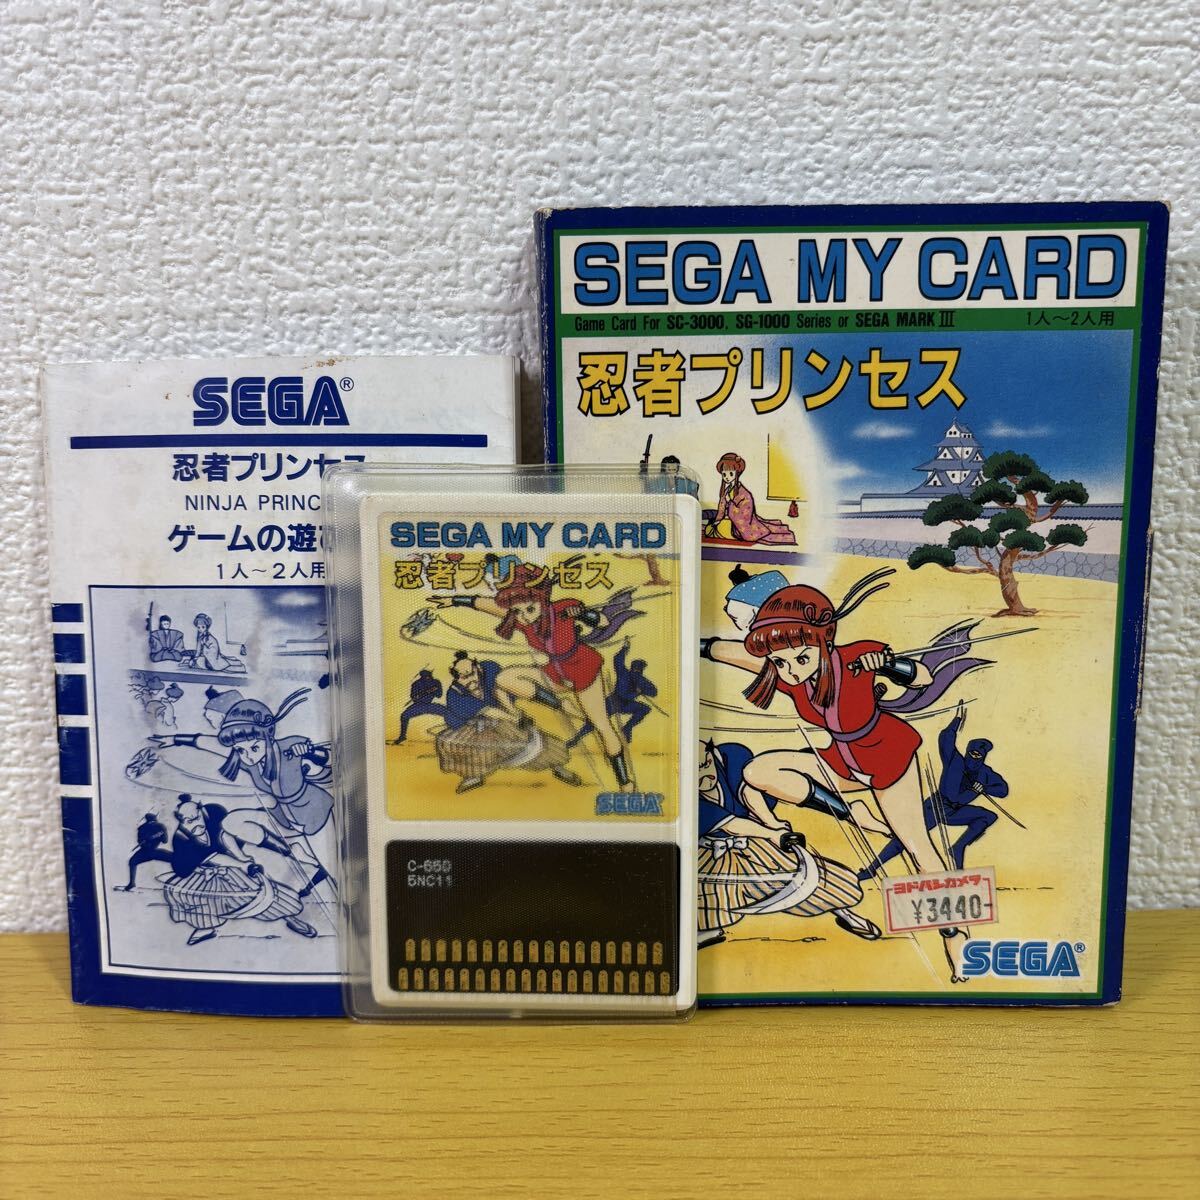 SEGA®
忍者プリンセス
NINJA PRINC
ゲームの遊び
1人～2人用
SEGA MY CARD
忍者プリンセス
SEGA
C-65D
5NC11
SEGA MY CARD
Game Card For SC-3000, SG-1000 Series or SEGA MARK III
1人～2人用
忍者プリンセス
ヨドバシカメラ
¥3440-
SEGA®